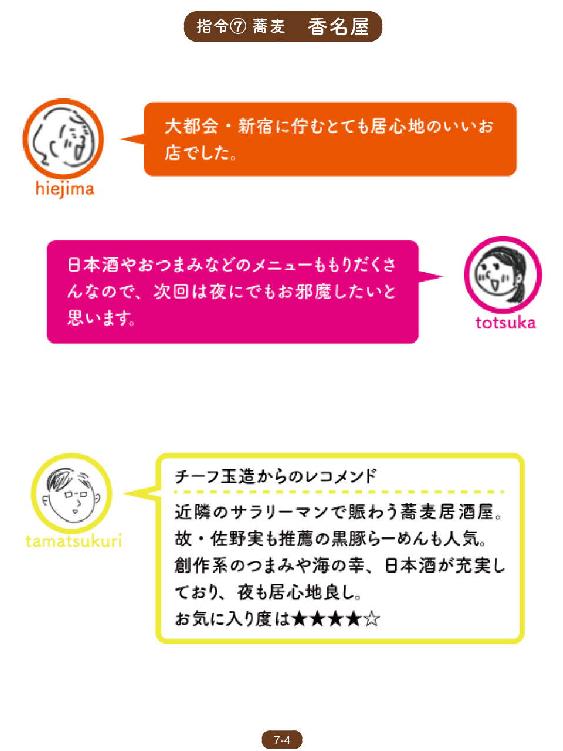 指令⑦ 蕎麦 香名屋
大都会・新宿に佇むとても居心地のいいお
店でした。
hiejima
日本酒やおつまみなどのメニューももりだくさ
んなので、次回は夜にでもお邪魔したいと
思います。
totsuka
チーフ玉造からのレコメンド
近隣のサラリーマンで賑わう蕎麦居酒屋。
故・佐野実も推薦の黒豚らーめんも人気。
創作系のつまみや海の幸、日本酒が充実し
ており、夜も居心地良し。
お気に入り度は★★★★☆
tamatsukuri
7-4